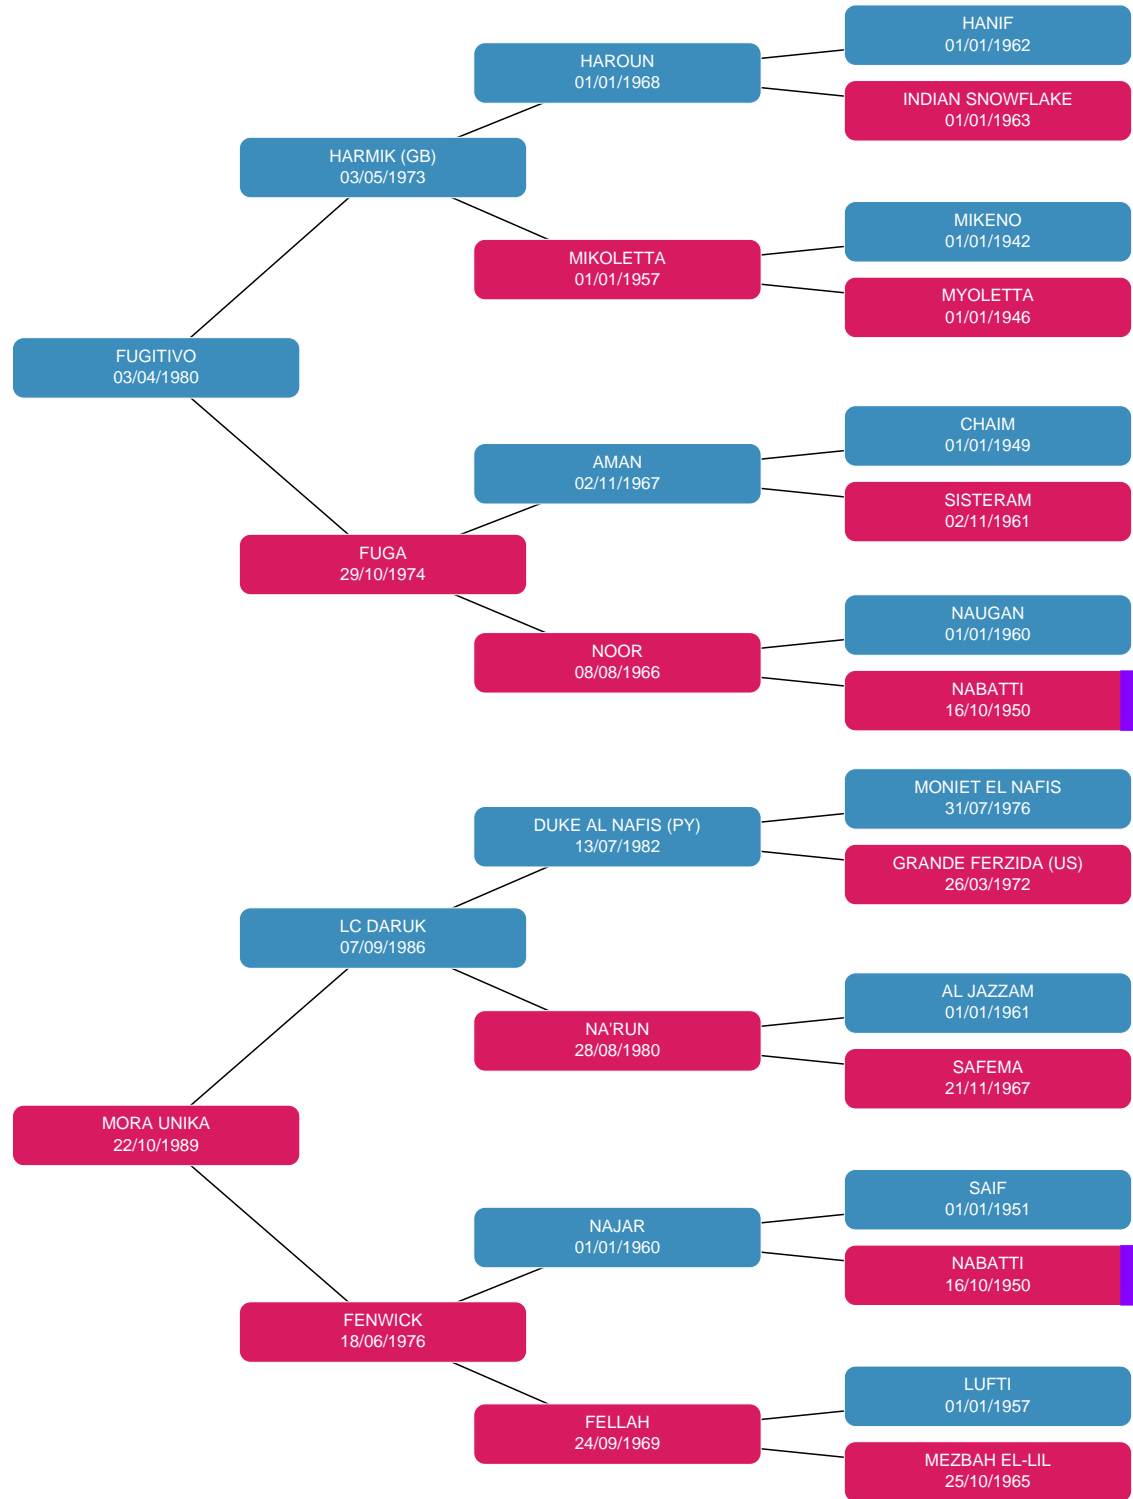 HANIF
01/01/1962
HAROUN
01/01/1968
INDIAN SNOWFLAKE
01/01/1963
HARMIK (GB)
03/05/1973
MIKENO
01/01/1942
MIKOLETTA
01/01/1957
MYOLETTA
01/01/1946
FUGITIVO
03/04/1980
CHAIM
01/01/1949
AMAN
02/11/1967
SISTERAM
02/11/1961
FUGA
29/10/1974
NAUGAN
01/01/1960
NOOR
08/08/1966
NABATTI
16/10/1950
MONIET EL NAFIS
31/07/1976
DUKE AL NAFIS (PY)
13/07/1982
GRANDE FERZIDA (US)
26/03/1972
LC DARUK
07/09/1986
AL JAZZAM
01/01/1961
NA'RUN
28/08/1980
SAFEMA
21/11/1967
MORA UNIKA
22/10/1989
SAIF
01/01/1951
NAJAR
01/01/1960
NABATTI
16/10/1950
FENWICK
18/06/1976
LUFTI
01/01/1957
FELLAH
24/09/1969
MEZBAH EL-LIL
25/10/1965